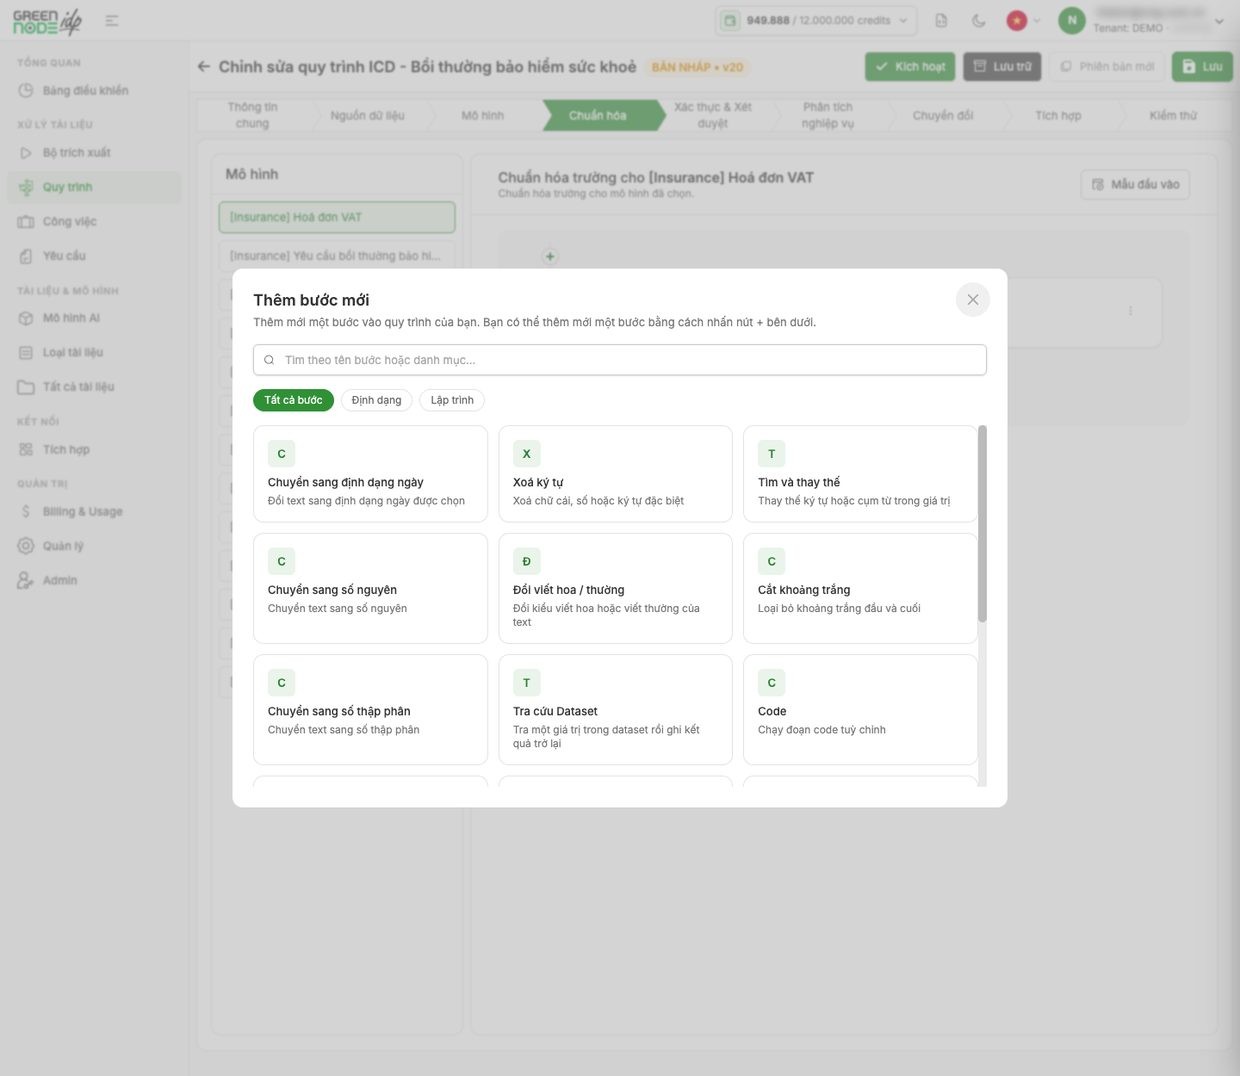 GREEN
NODE idp
949.888 / 12.000.000 credits
N
Tenant: DEMO -
TỔNG QUAN
Bảng điều khiển
XỬ LÝ TÀI LIỆU
Bộ trích xuất
Quy trình
Công việc
Yêu cầu
TÀI LIỆU & MÔ HÌNH
Mô hình AI
Loại tài liệu
Tất cả tài liệu
KẾT NỐI
Tích hợp
QUẢN TRỊ
Billing & Usage
Quản lý
Admin
Chỉnh sửa quy trình ICD - Bồi thường bảo hiểm sức khoẻ
BẢN NHÁP • v20
Kích hoạt
Lưu trữ
Phiên bản mới
Lưu
Thông tin chung
Nguồn dữ liệu
Mô hình
Chuẩn hóa
Xác thực & Xét duyệt
Phân tích nghiệp vụ
Chuyển đổi
Tích hợp
Kiểm thử
Mô hình
[Insurance] Hoá đơn VAT
[Insurance] Yêu cầu bồi thường bảo hi...
Chuẩn hóa trường cho [Insurance] Hoá đơn VAT
Chuẩn hóa trường cho mô hình đã chọn.
Mẫu đầu vào
Thêm bước mới
Thêm mới một bước vào quy trình của bạn. Bạn có thể thêm mới một bước bằng cách nhấn nút + bên dưới.
Tìm theo tên bước hoặc danh mục...
Tất cả bước
Định dạng
Lập trình
C
Chuyển sang định dạng ngày
Đổi text sang định dạng ngày được chọn
X
Xoá ký tự
Xoá chữ cái, số hoặc ký tự đặc biệt
T
Tìm và thay thế
Thay thế ký tự hoặc cụm từ trong giá trị
C
Chuyển sang số nguyên
Chuyển text sang số nguyên
Đ
Đổi viết hoa / thường
Đổi kiểu viết hoa hoặc viết thường của
text
C
Cắt khoảng trắng
Loại bỏ khoảng trắng đầu và cuối
C
Chuyển sang số thập phân
Chuyển text sang số thập phân
T
Tra cứu Dataset
Tra một giá trị trong dataset rồi ghi kết
quả trở lại
C
Code
Chạy đoạn code tuỳ chỉnh